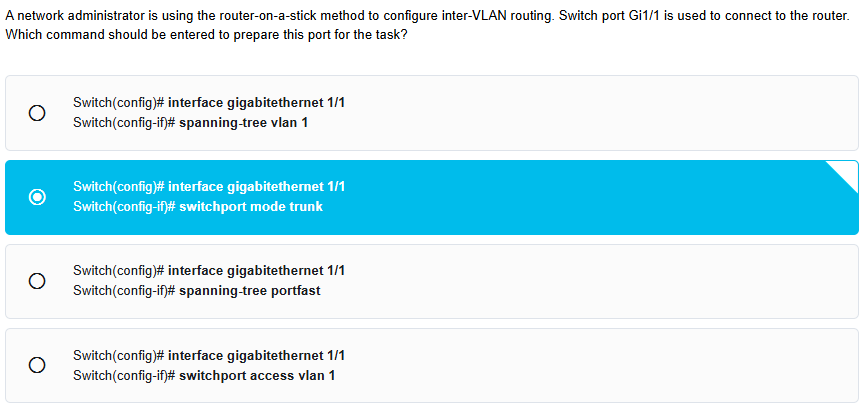 A network administrator is using the router-on-a-stick method to configure inter-VLAN routing. Switch port Gi1/1 is used to connect to the router.
Which command should be entered to prepare this port for the task?
Switch(config)# interface gigabitethernet 1/1
Switch(config-if)# spanning-tree vlan 1
Switch(config)# interface gigabitethernet 1/1
Switch(config-if)# switchport mode trunk
Switch(config)# interface gigabitethernet 1/1
Switch(config-if)# spanning-tree portfast
Switch(config)# interface gigabitethernet 1/1
Switch(config-if)# switchport access vlan 1